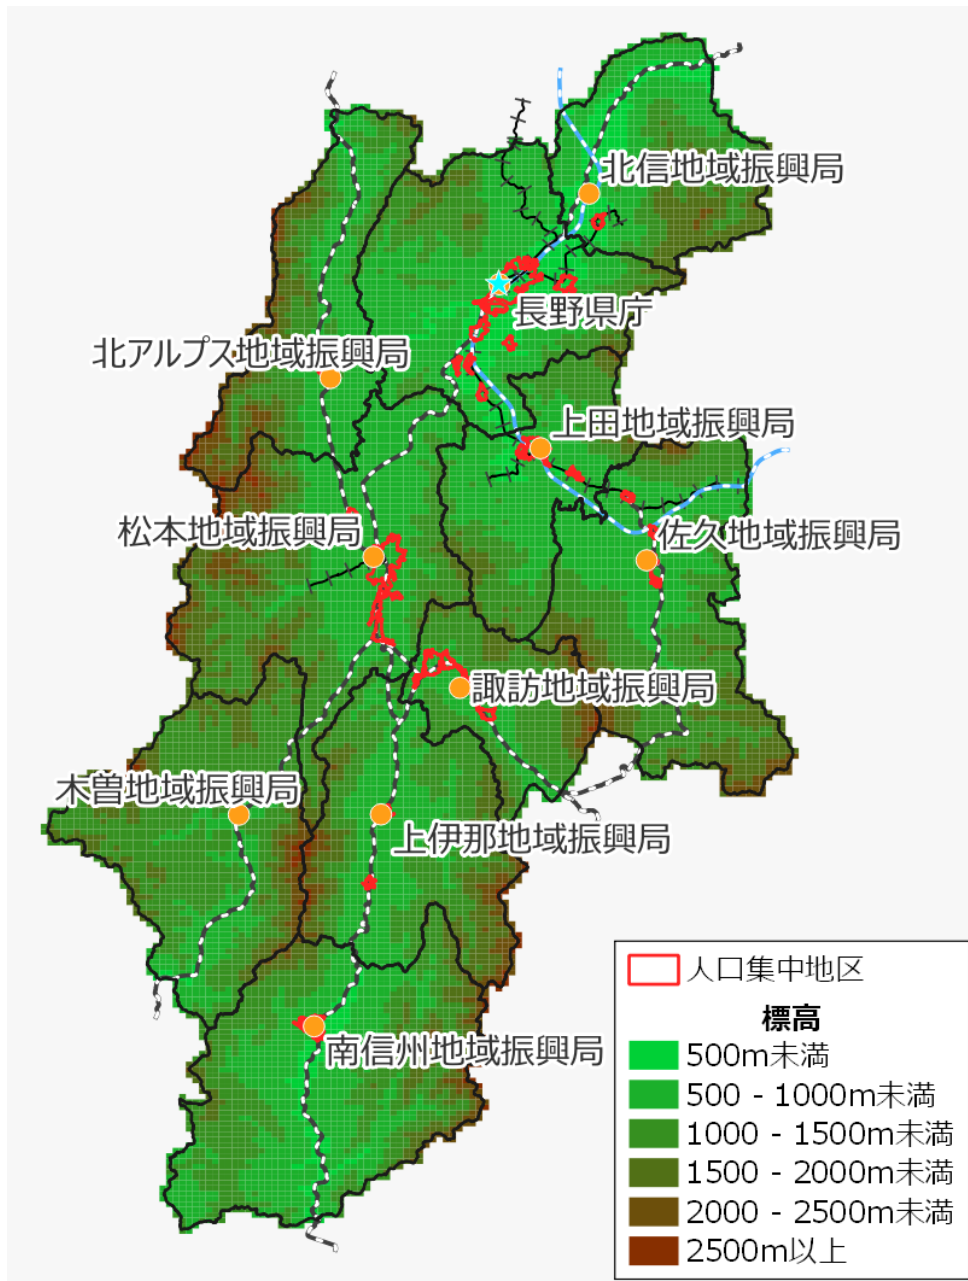 北信地域振興局
長野県庁
北アルプス地域振興局
上田地域振興局
松本地域振興局
佐久地域振興局
諏訪地域振興局
木曽地域振興局
上伊那地域振興局
南信州地域振興局
人口集中地区
標高
500m未満
500 - 1000m未満
1000 - 1500m未満
1500 - 2000m未満
2000 - 2500m未満
2500m以上